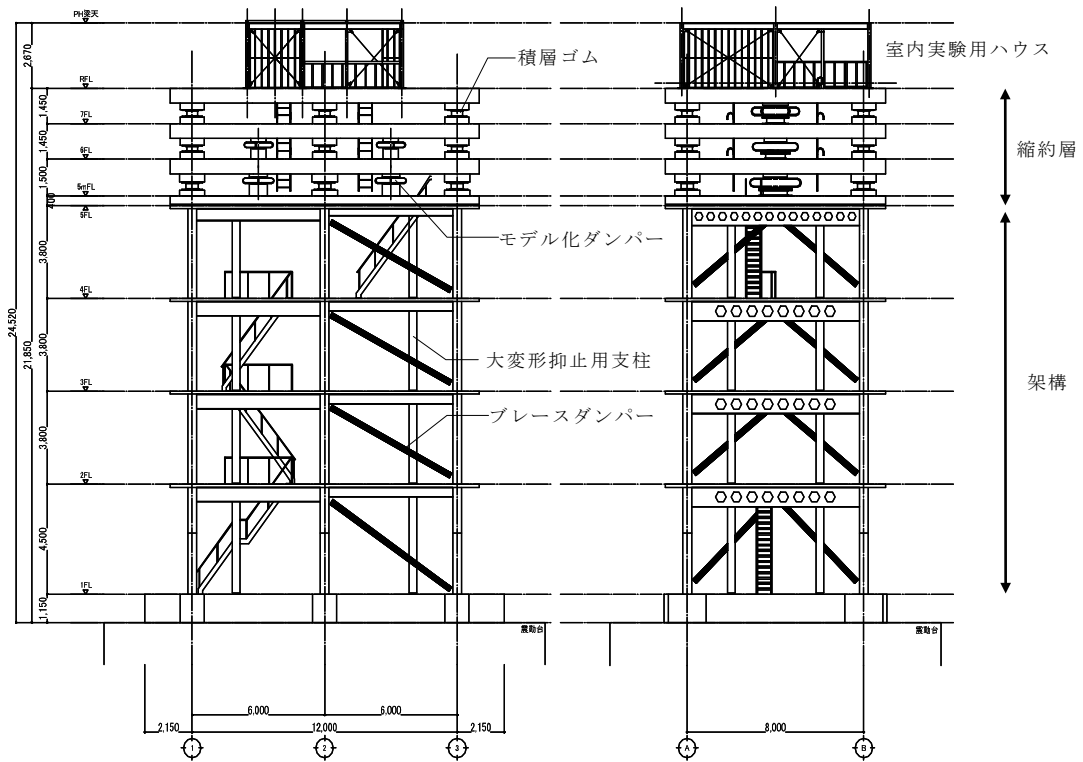 PH梁天
RFL
7FL
6FL
5mFL
5FL
4FL
3FL
2FL
1FL
2,670
1,450
1,450
1,500
400
3,800
3,800
3,800
4,500
1,150
24,520
21,850
積層ゴム
モデル化ダンパー
大変形抑止用支柱
ブレースダンパー
室内実験用ハウス
縮約層
架構
震動台
震動台
6,000
6,000
2,150
12,000
2,150
8,000
1
2
3
A
B